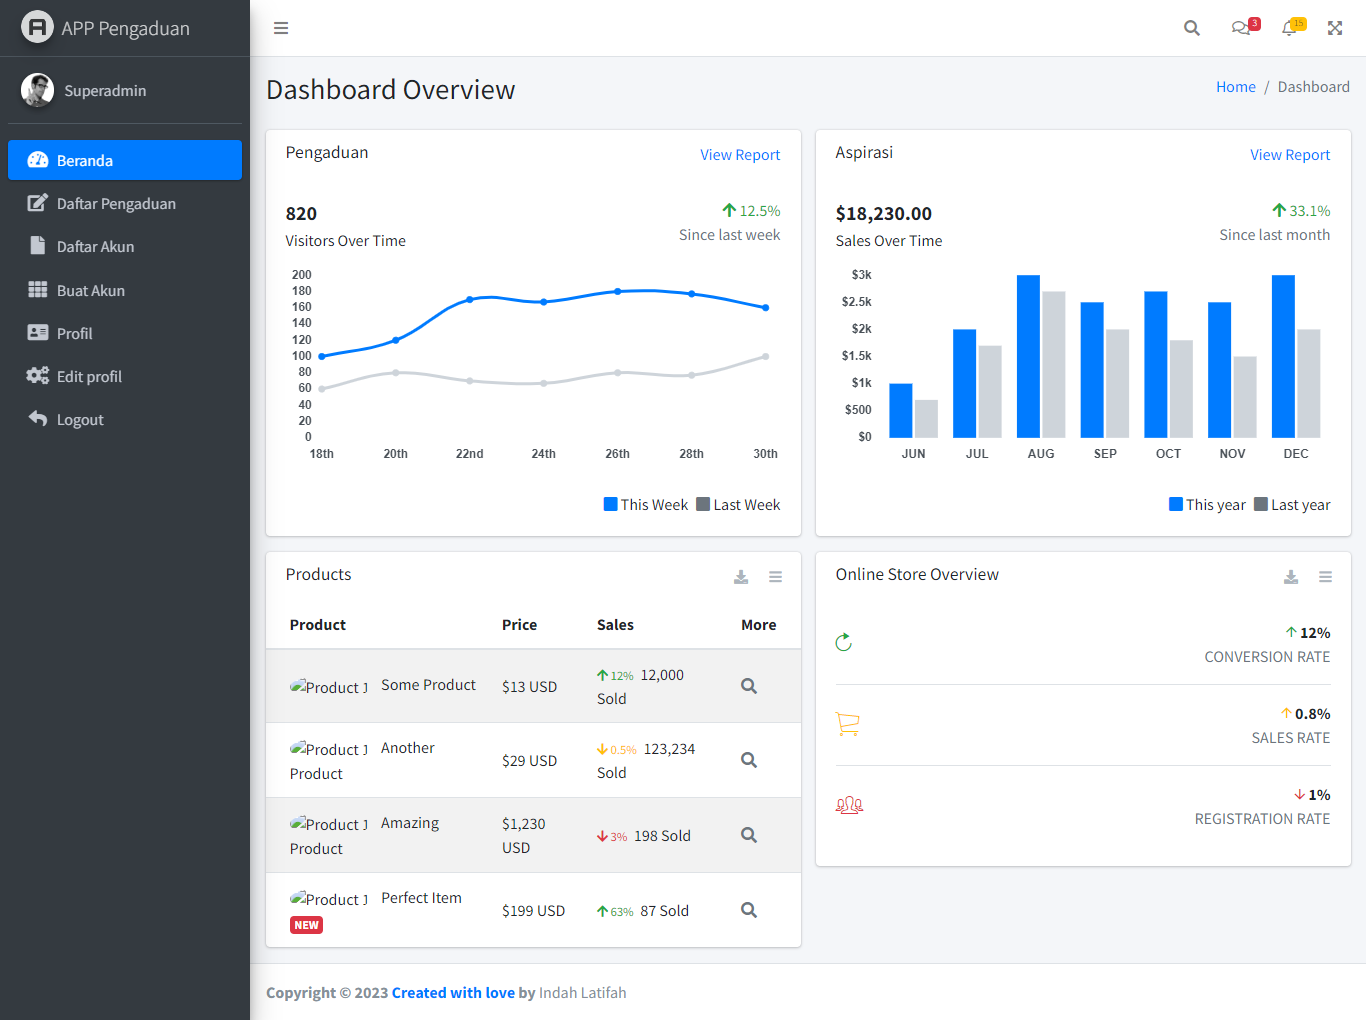 APP Pengaduan
3
15
Superadmin
Dashboard Overview
Home / Dashboard
Beranda
Daftar Pengaduan
Daftar Akun
Buat Akun
Profil
Edit profil
Logout
Pengaduan
View Report
820
Visitors Over Time
12.5%
Since last week
200
180
160
140
120
100
80
60
40
20
0
18th 20th 22nd 24th 26th 28th 30th
This Week Last Week
Aspirasi
View Report
$18,230.00
Sales Over Time
33.1%
Since last month
$3k
$2.5k
$2k
$1.5k
$1k
$500
$0
JUN JUL AUG SEP OCT NOV DEC
This year Last year
Products
Product Price Sales More
Product Some Product $13 USD 12% 12,000
Sold
Product Another
Product
$29 USD
0.5% 123,234
Sold
Product Amazing
Product
$1,230
USD
3% 198 Sold
Product Perfect Item
NEW
$199 USD
63% 87 Sold
Online Store Overview
12%
CONVERSION RATE
0.8%
SALES RATE
1%
REGISTRATION RATE
Copyright © 2023 Created with love by Indah Latifah